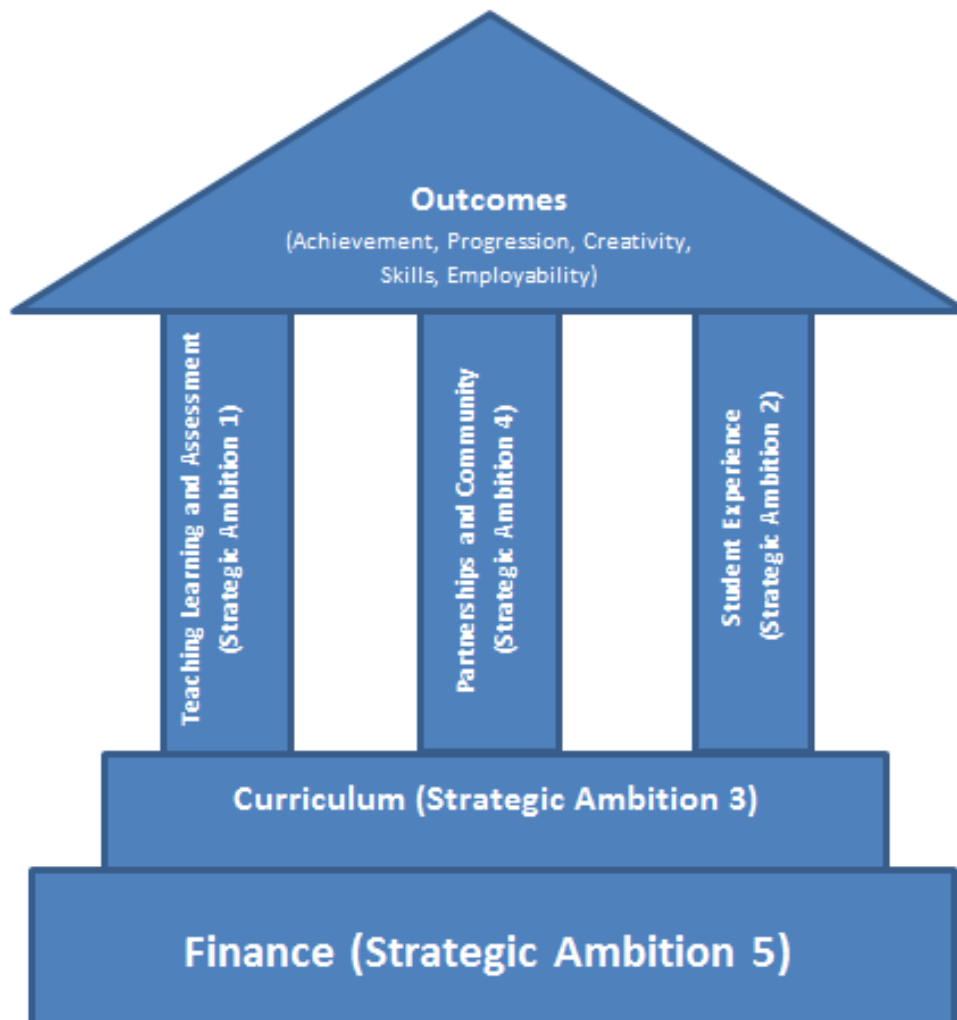 Outcomes
(Achievement, Progression, Creativity,
Skills, Employability)
Teaching Learning and Assessment
(Strategic Ambition 1)
Partnerships and Community
(Strategic Ambition 4)
Student Experience
(Strategic Ambition 2)
Curriculum (Strategic Ambition 3)
Finance (Strategic Ambition 5)